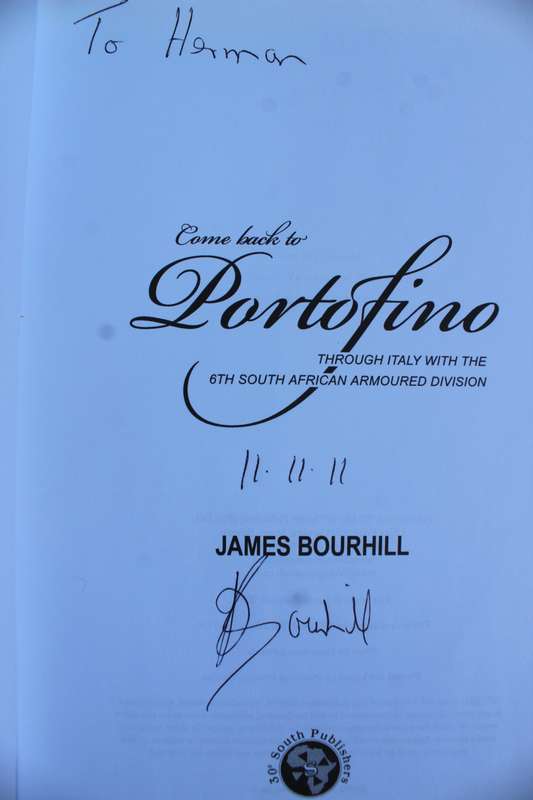 To Herman
Come back to
Portofino
THROUGH ITALY WITH THE
6TH SOUTH AFRICAN ARMOURED DIVISION
11.11.11
JAMES BOURHILL
JBourhill
30° South Publishers
S